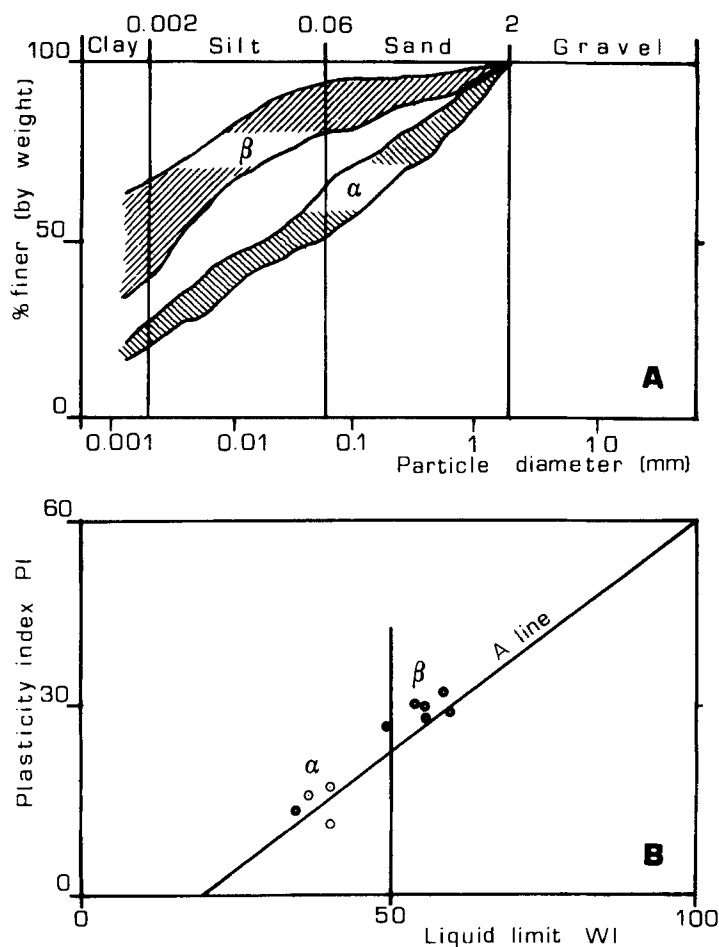 0.002 0.06 2
Clay Silt Sand Gravel
100
50
0
% finer (by weight)
β
α
A
0.001 0.01 0.1 1 10
Particle diameter (mm)
60
30
0
Plasticity index PI
A line
β
α
B
0 50 100
Liquid limit Wl